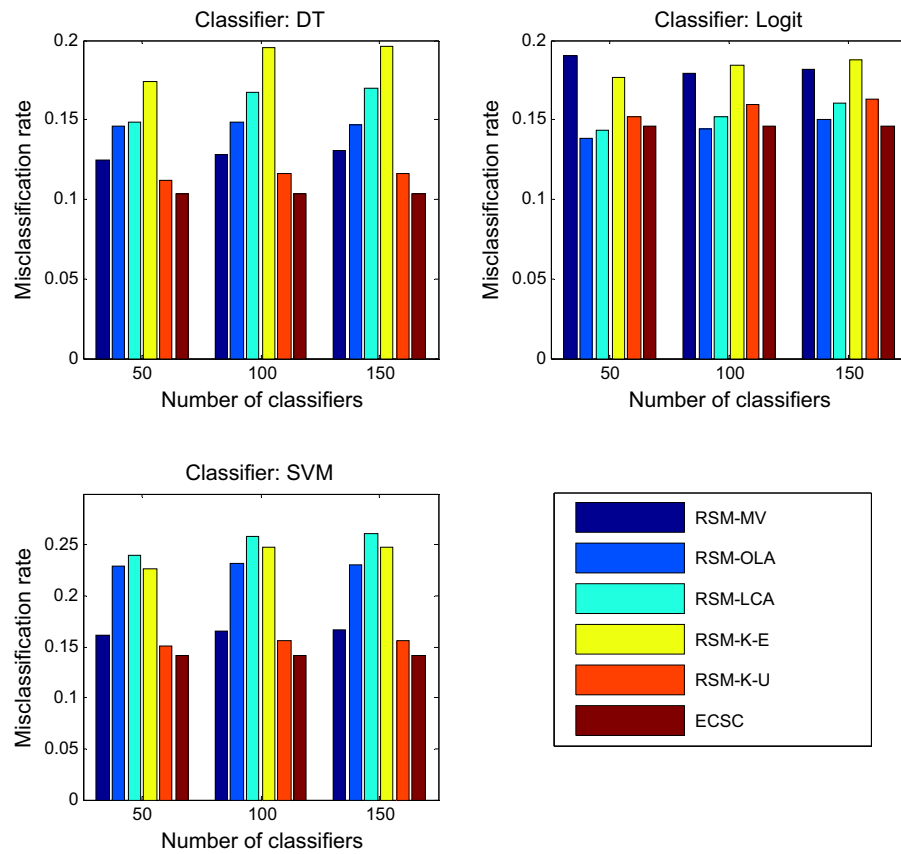 Classifier: DT
0.2
0.15
0.1
0.05
0
Misclassification rate
50 100 150
Number of classifiers
Classifier: Logit
0.2
0.15
0.1
0.05
0
Misclassification rate
50 100 150
Number of classifiers
Classifier: SVM
0.25
0.2
0.15
0.1
0.05
0
Misclassification rate
50 100 150
Number of classifiers
RSM-MV
RSM-OLA
RSM-LCA
RSM-K-E
RSM-K-U
ECSC